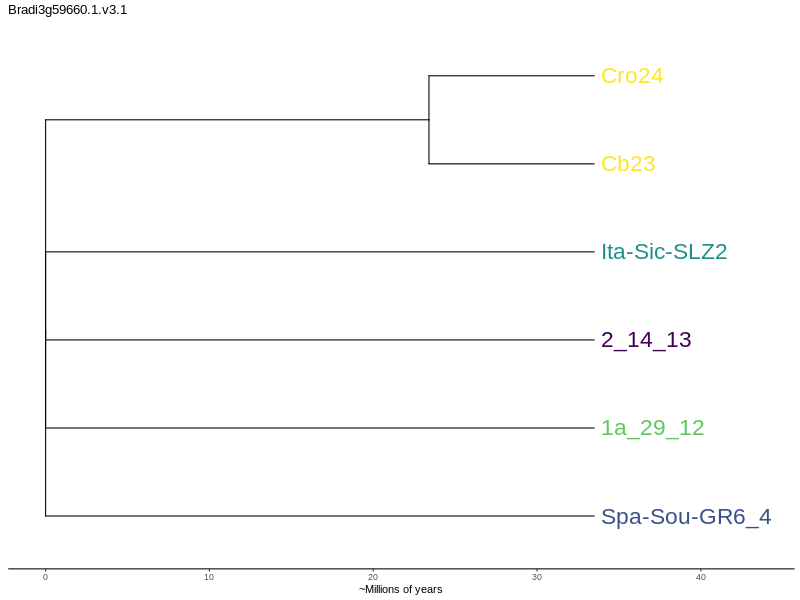 Bradi3g59660.1.v3.1
Cro24
Cb23
Ita-Sic-SLZ2
2_14_13
1a_29_12
Spa-Sou-GR6_4
0 10 20 30 40
~Millions of years